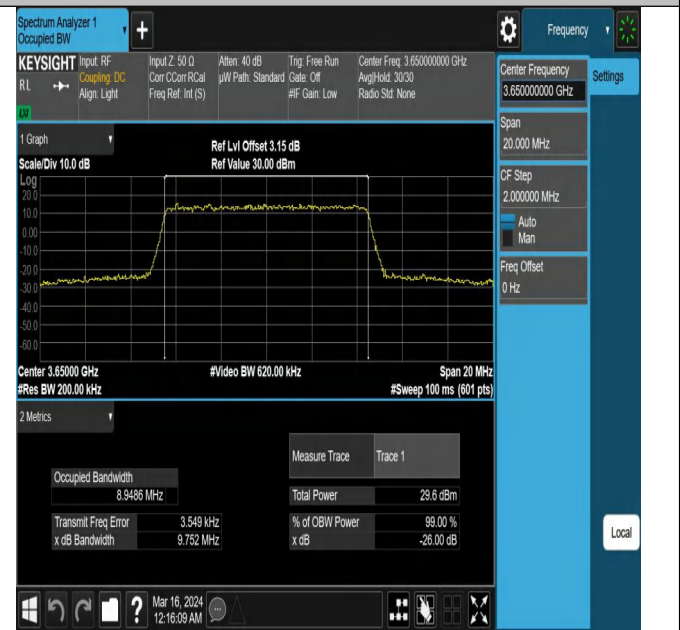 Spectrum Analyzer 1
Occupied BW
+
Frequency
KEYSIGHT Input: RF Input Z: 50 Ω Atten: 40 dB Trig: Free Run Center Freq: 3.650000000 GHz
RL Coupling: DC Corr CCorr RCal µW Path: Standard Gate: Off Avg|Hold: 30/30
Align: Light Freq Ref: Int (S) #IF Gain: Low Radio Std: None
Center Frequency
3.650000000 GHz
Settings
Span
20.000 MHz
CF Step
2.000000 MHz
Auto
Man
Freq Offset
0 Hz
1 Graph
Ref Lvl Offset 3.15 dB
Scale/Div 10.0 dB Ref Value 30.00 dBm
Log
20.0
10.0
0.00
-10.0
-20.0
-30.0
-40.0
-50.0
-60.0
Center 3.65000 GHz #Video BW 620.00 kHz Span 20 MHz
#Res BW 200.00 kHz #Sweep 100 ms (601 pts)
2 Metrics
Measure Trace Trace 1
Occupied Bandwidth
8.9486 MHz
Total Power 29.6 dBm
Transmit Freq Error 3.549 kHz % of OBW Power 99.00 %
x dB Bandwidth 9.752 MHz x dB -26.00 dB
Local
? Mar 16, 2024
12:16:09 AM